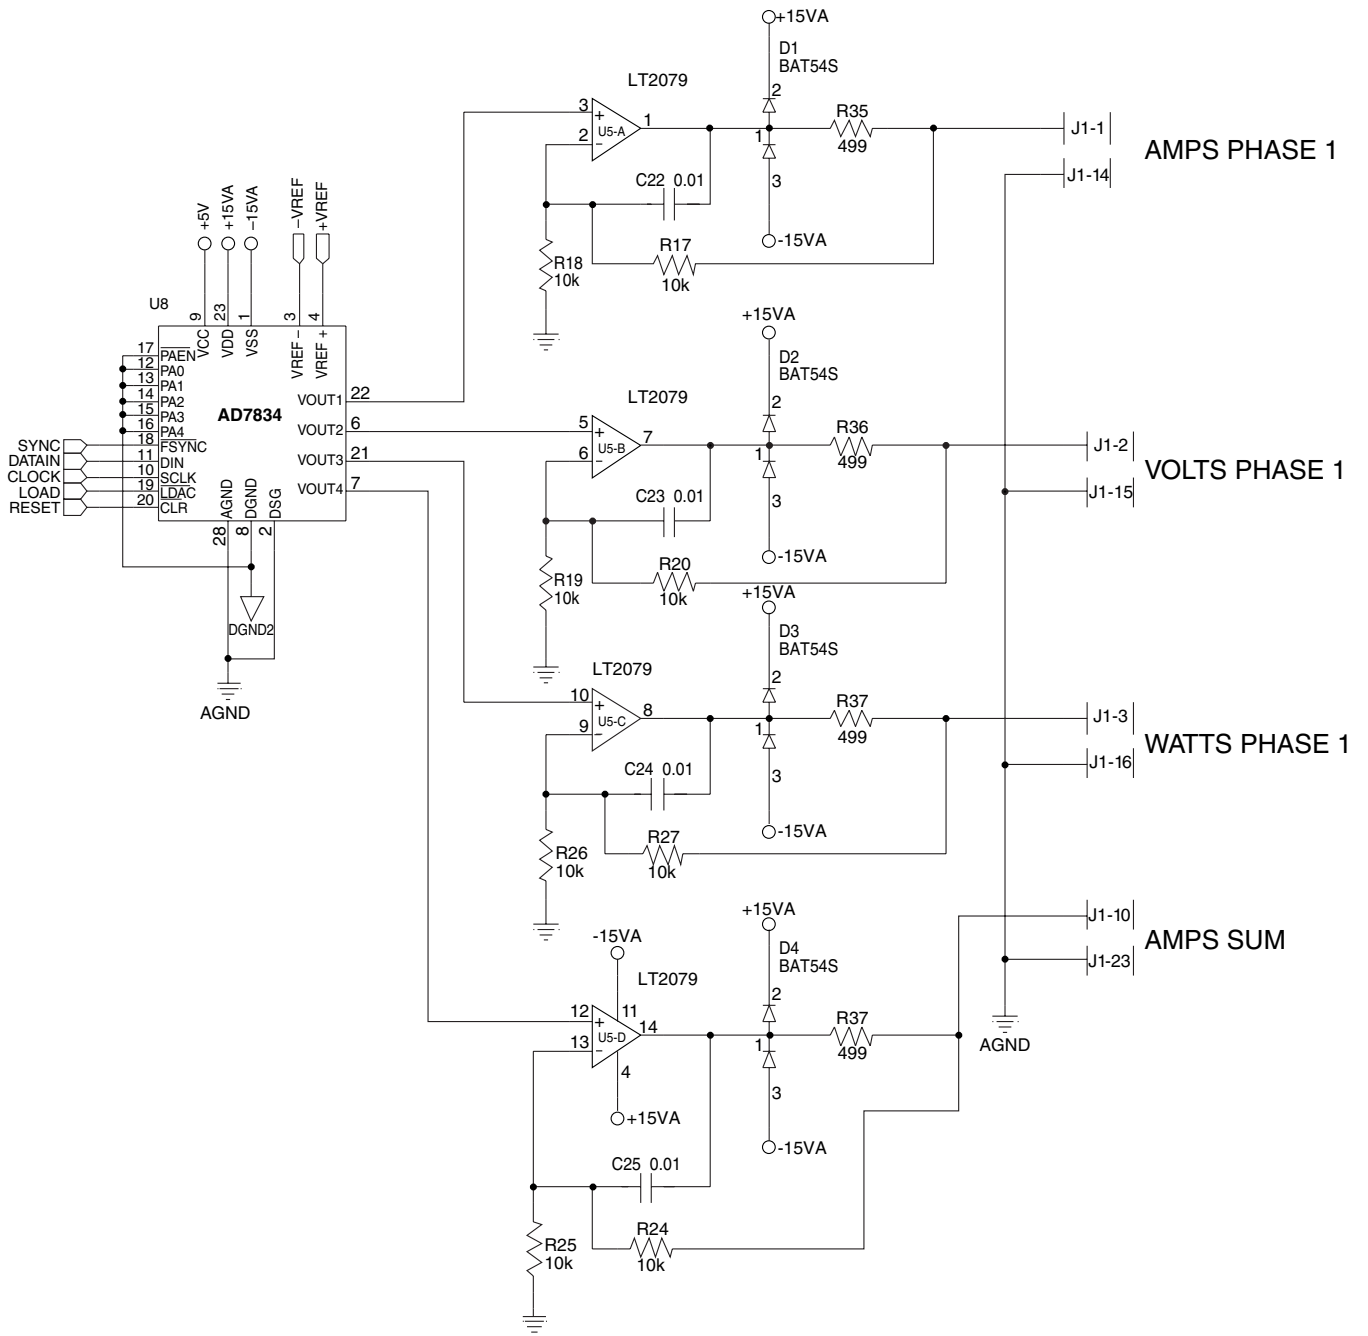 +15VA
D1
BAT54S
LT2079
2
3
+
U5-A
1
2
−
1
R35
499
J1-1
AMPS PHASE 1
J1-14
C22 0.01
3
-15VA
R17
10k
R18
10k
+5V
+15VA
−15VA
−VREF
+VREF
U8
9
23
1
3
4
VCC
VDD
VSS
VREF -
VREF +
17
PAEN
12
PA0
13
PA1
14
PA2
15
PA3
16
PA4
SYNC
18
FSYNC
DATAIN
11
DIN
CLOCK
10
SCLK
LOAD
19
LDAC
RESET
20
CLR
AD7834
VOUT1
22
VOUT2
6
VOUT3
21
VOUT4
7
AGND
DGND
DSG
28
8
2
DGND2
AGND
+15VA
D2
BAT54S
LT2079
2
5
+
U5-B
7
6
−
1
R36
499
J1-2
VOLTS PHASE 1
J1-15
C23 0.01
3
-15VA
R20
10k
R19
10k
+15VA
D3
BAT54S
LT2079
2
10
+
U5-C
8
9
−
1
R37
499
J1-3
WATTS PHASE 1
J1-16
C24 0.01
3
-15VA
R27
10k
R26
10k
+15VA
-15VA
D4
BAT54S
LT2079
2
J1-10
AMPS SUM
J1-23
AGND
12
+
11
U5-D
14
13
−
4
1
R37
499
3
+15VA
-15VA
C25 0.01
R24
10k
R25
10k